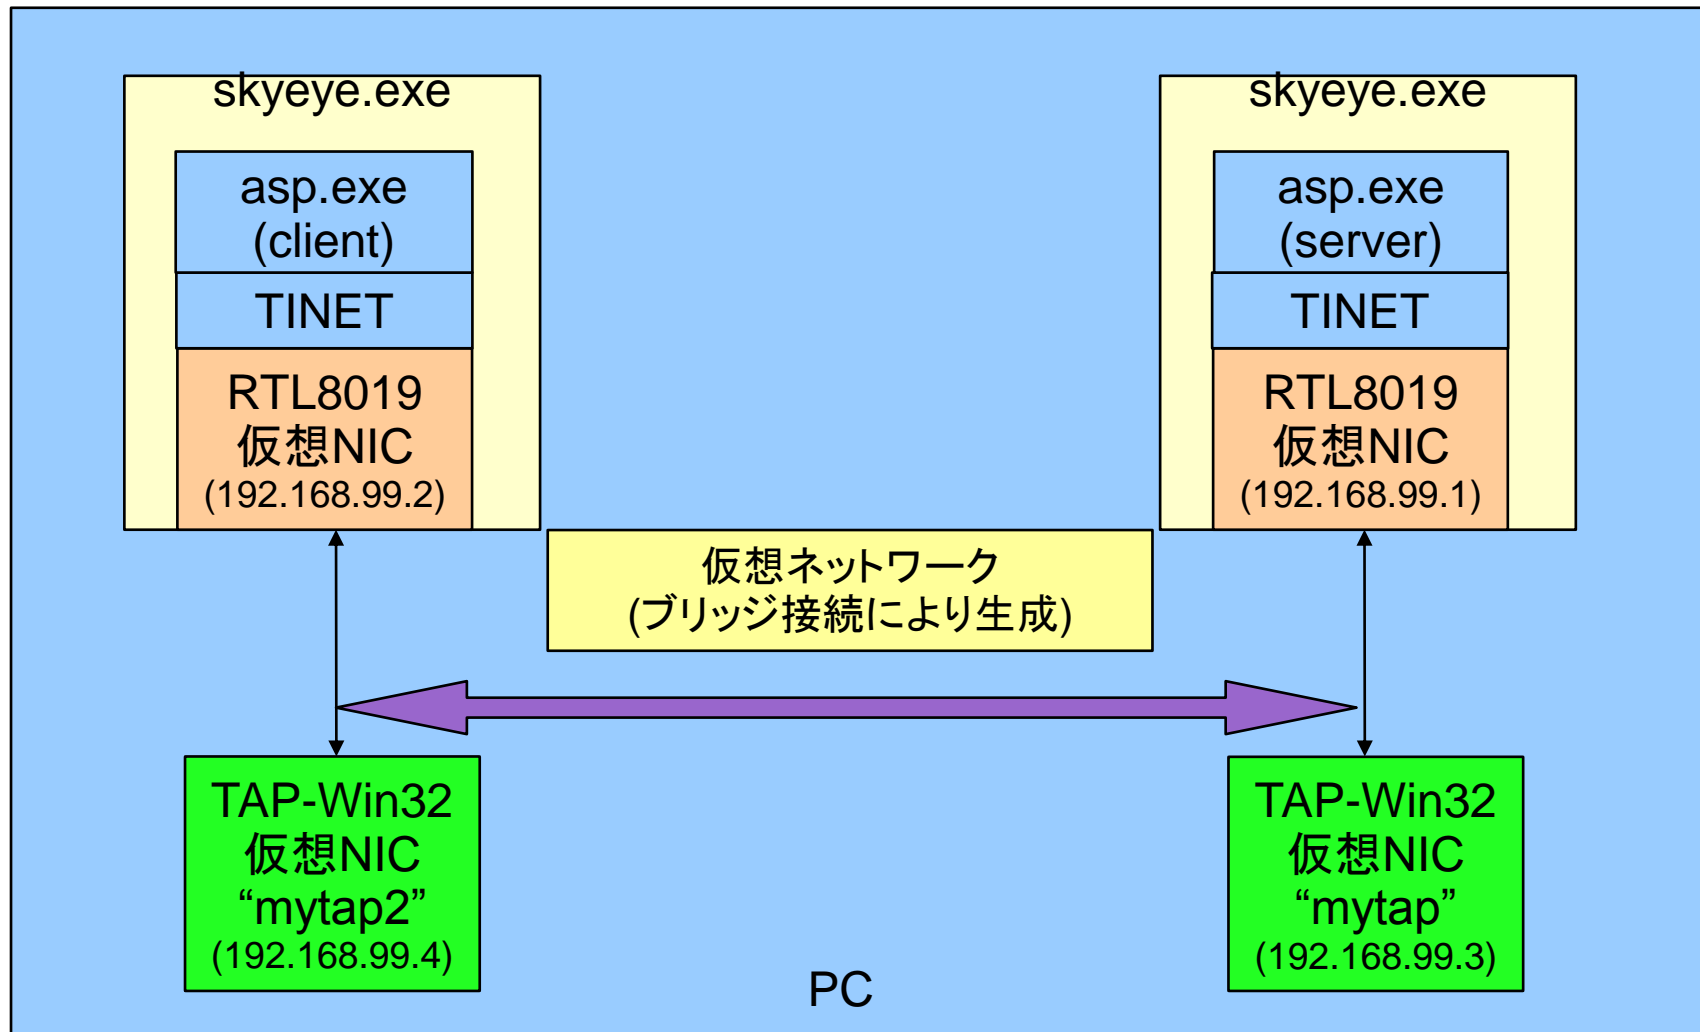 skyeye.exe
asp.exe
(client)
TINET
RTL8019
仮想NIC
(192.168.99.2)
skyeye.exe
asp.exe
(server)
TINET
RTL8019
仮想NIC
(192.168.99.1)
仮想ネットワーク
(ブリッジ接続により生成)
TAP-Win32
仮想NIC
“mytap2”
(192.168.99.4)
TAP-Win32
仮想NIC
“mytap”
(192.168.99.3)
PC